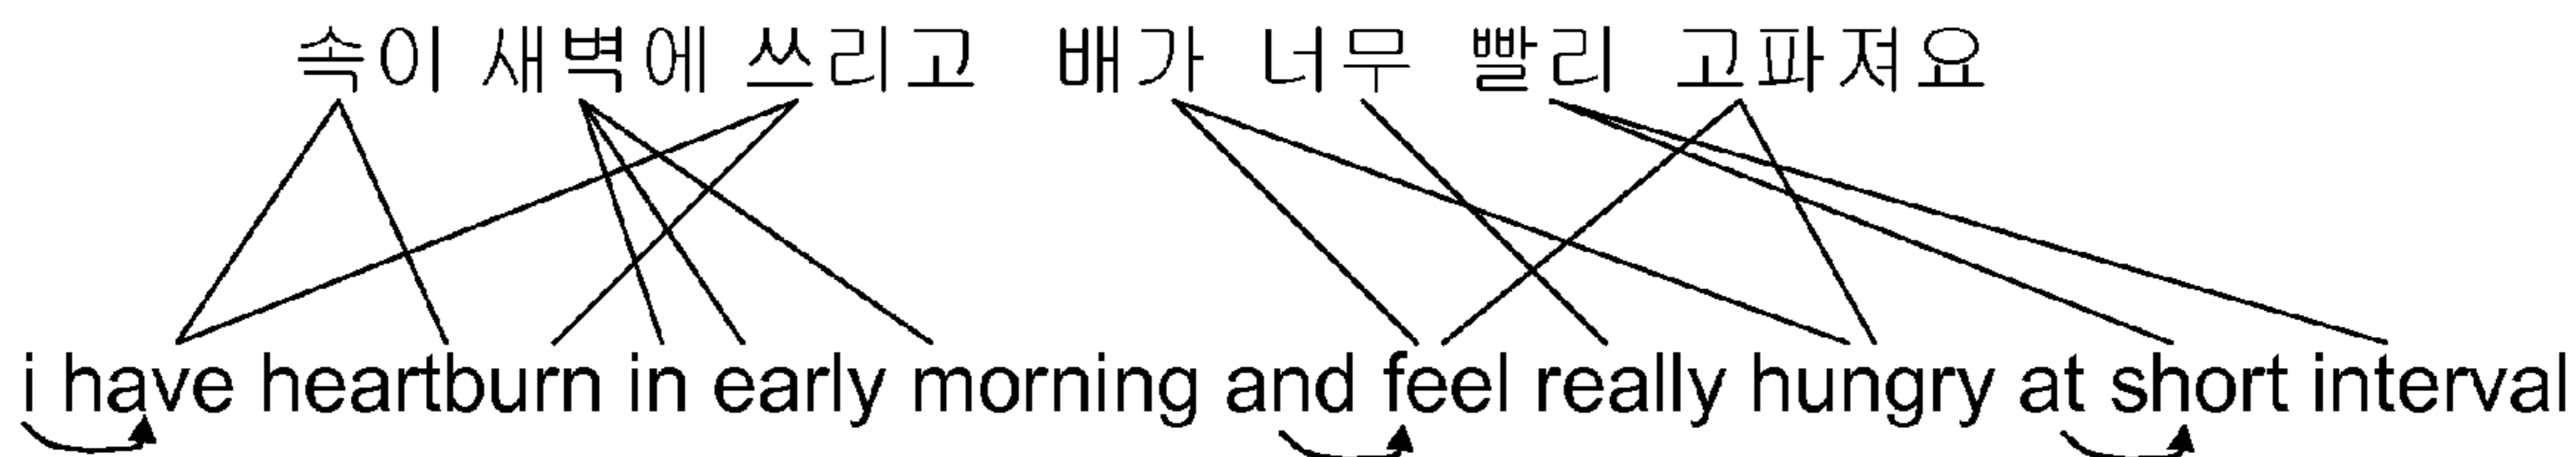 속이 새벽에 쓰리고 배가 너무 빨리 고파져요
i have heartburn in early morning and feel really hungry at short interval